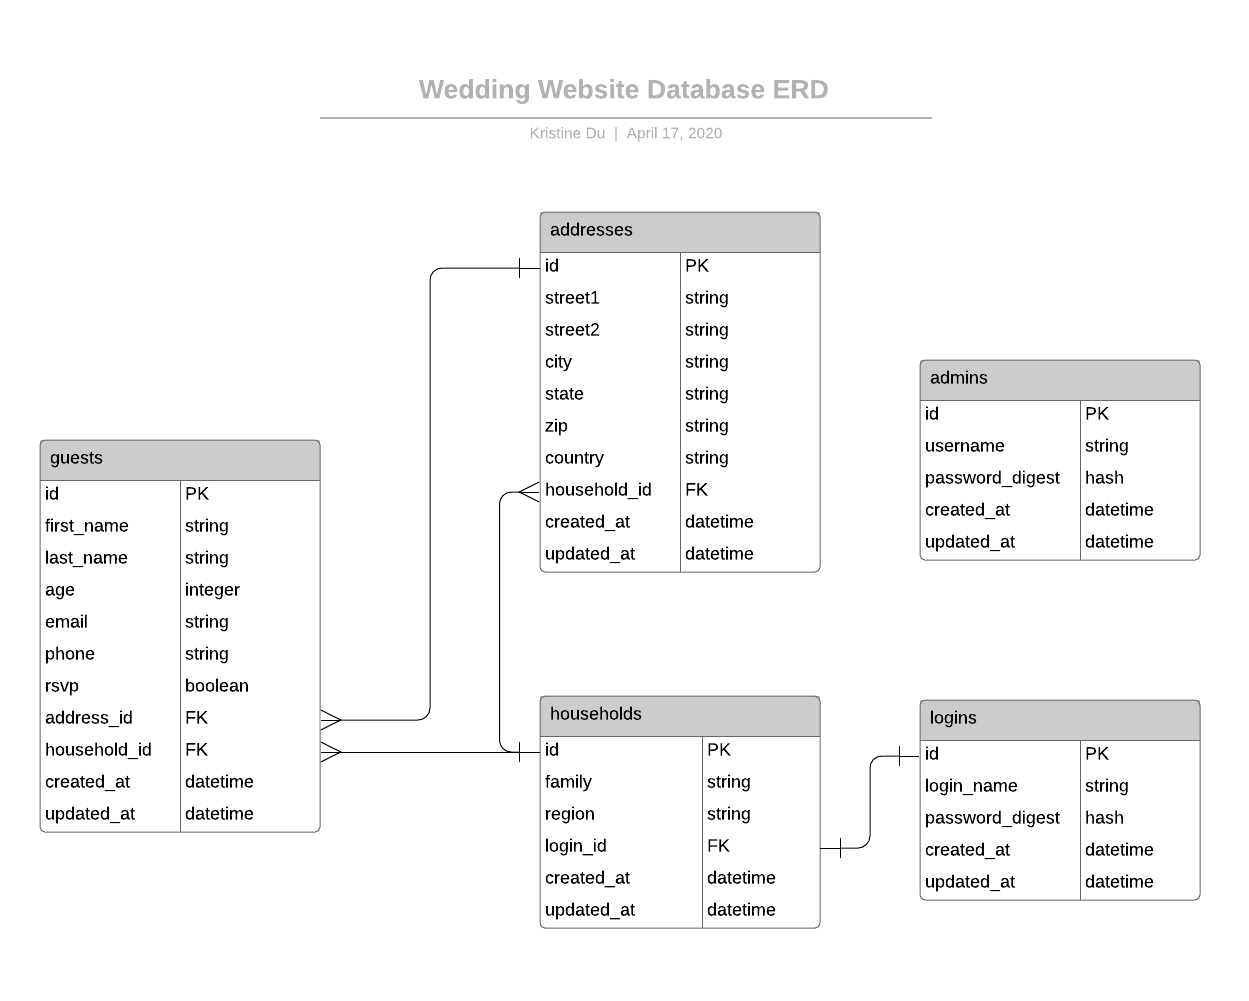 Wedding Website Database ERD
Kristine Du | April 17, 2020
addresses
id PK
street1 string
street2 string
city string
state string
zip string
country string
household_id FK
created_at datetime
updated_at datetime
admins
id PK
username string
password_digest hash
created_at datetime
updated_at datetime
guests
id PK
first_name string
last_name string
age integer
email string
phone string
rsvp boolean
address_id FK
household_id FK
created_at datetime
updated_at datetime
households
id PK
family string
region string
login_id FK
created_at datetime
updated_at datetime
logins
id PK
login_name string
password_digest hash
created_at datetime
updated_at datetime